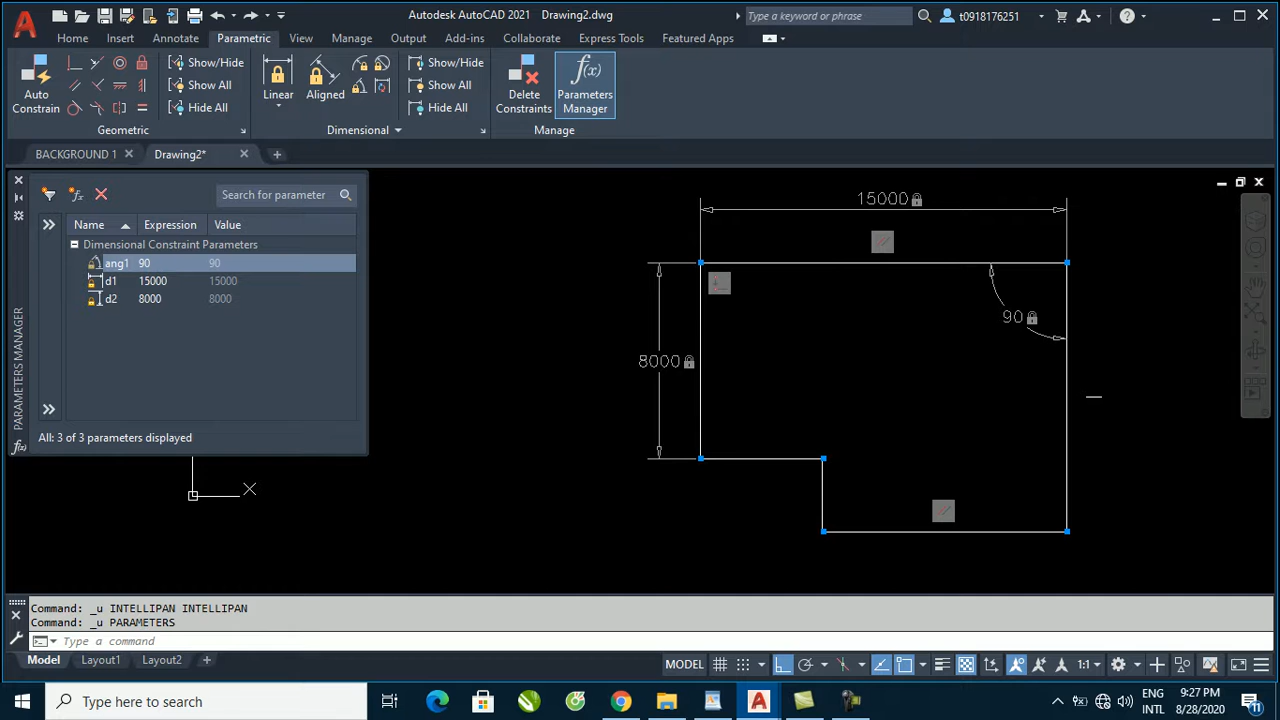 Autodesk AutoCAD 2021 Drawing2.dwg
Type a keyword or phrase
t0918176251
Home Insert Annotate Parametric View Manage Output Add-ins Collaborate Express Tools Featured Apps
Auto Constrain
Show/Hide
Show All
Hide All
Geometric
Linear
Aligned
Show/Hide
Show All
Hide All
Dimensional
Delete Constraints
Parameters Manager
Manage
BACKGROUND 1
Drawing2*
Search for parameter
Name Expression Value
Dimensional Constraint Parameters
ang1 90 90
d1 15000 15000
d2 8000 8000
All: 3 of 3 parameters displayed
PARAMETERS MANAGER
15000
90
8000
X
Command: _u INTELLIPAN INTELLIPAN
Command: _u PARAMETERS
Type a command
Model Layout1 Layout2
MODEL
1:1
Type here to search
ENG
INTL
9:27 PM
8/28/2020
11